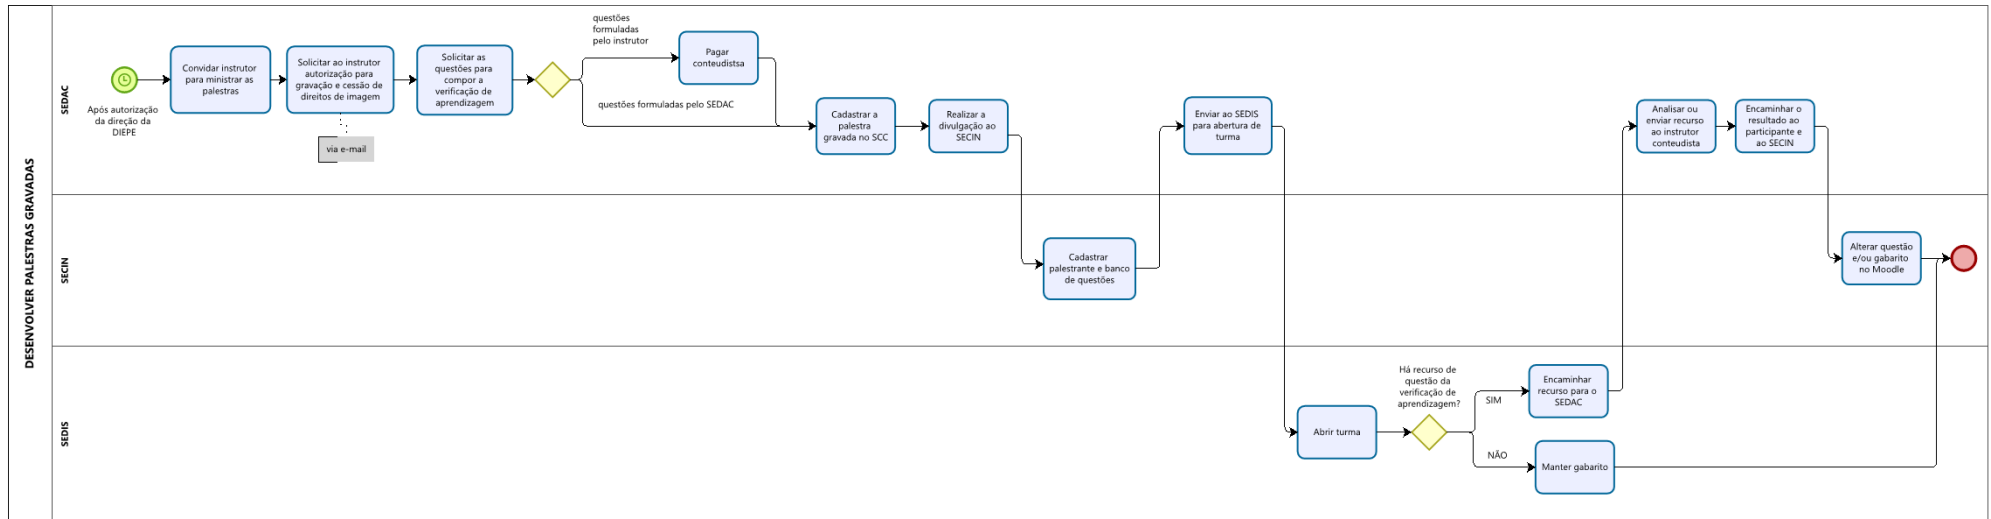 DESENVOLVER PALESTRAS GRAVADAS
SEDAC
Após autorização
da direção da
DIEPE
Convidar instrutor
para ministrar as
palestras
Solicitar ao instrutor
autorização para
gravação e cessão de
direitos de imagem
via e-mail
Solicitar as
questões para
compor a
verificação de
aprendizagem
questões
formuladas
pelo instrutor
Pagar
conteudistsa
questões formuladas pelo SEDAC
Cadastrar a
palestra
gravada no SCC
Realizar a
divulgação ao
SECIN
Enviar ao SEDIS
para abertura de
turma
Analisar ou
enviar recurso
ao instrutor
conteudista
Encaminhar o
resultado ao
participante e
ao SECIN
SECIN
Cadastrar
palestrante e banco
de questões
Alterar questão
e/ou gabarito
no Moodle
SEDIS
Abrir turma
Há recurso de
questão da
verificação de
aprendizagem?
SIM
Encaminhar
recurso para o
SEDAC
NÃO
Manter gabarito